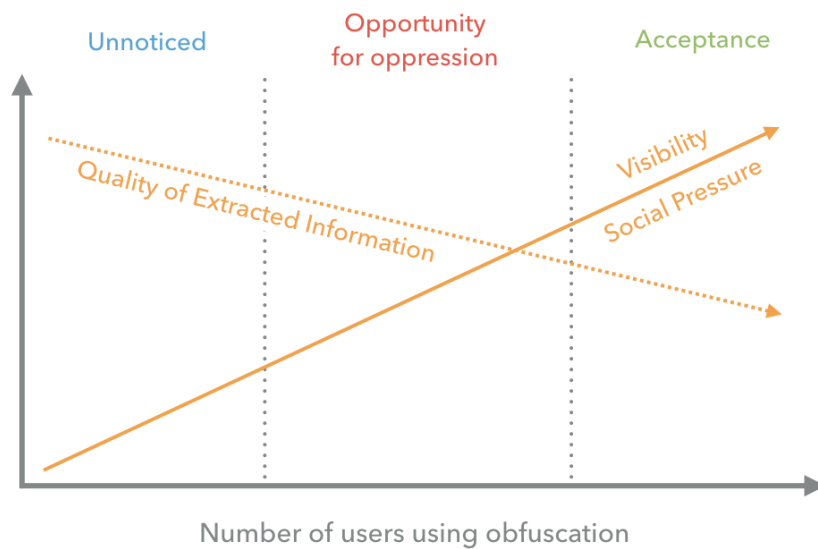 Unnoticed
Opportunity
for oppression
Acceptance
Quality of Extracted Information
Visibility
Social Pressure
Number of users using obfuscation